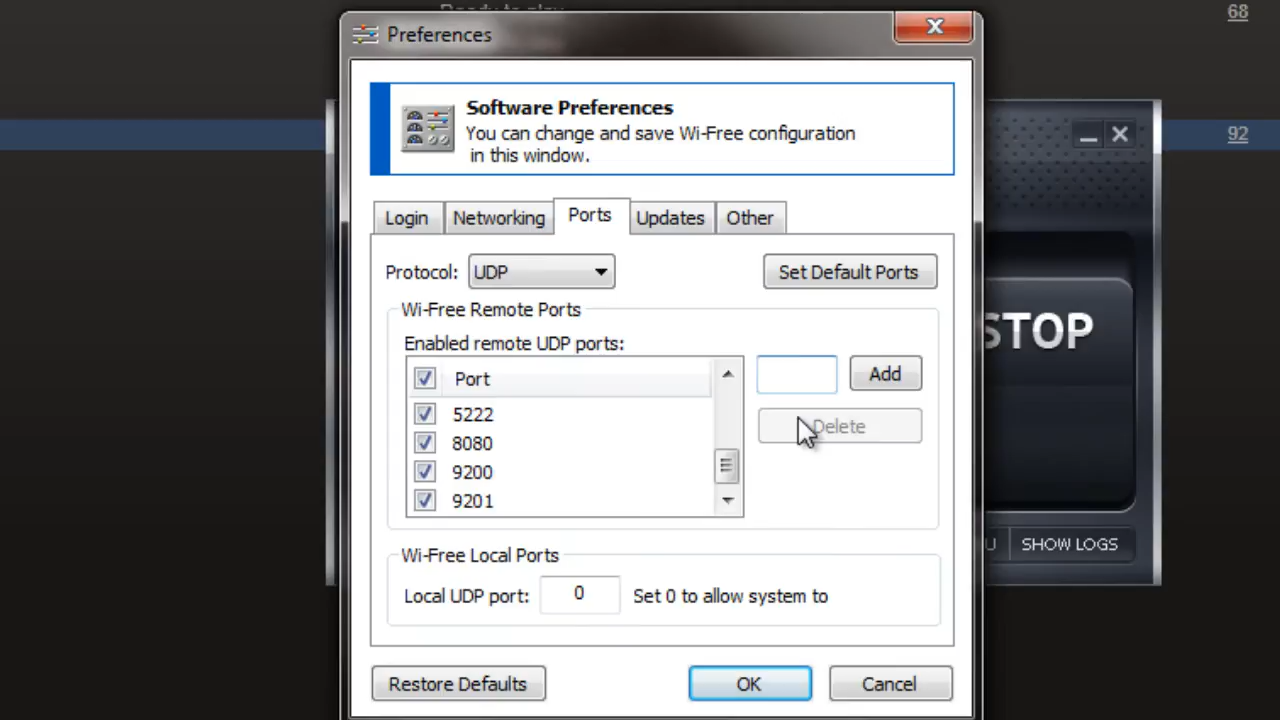 68
Preferences
Software Preferences
You can change and save Wi-Free configuration
in this window.
92
Login Networking Ports Updates Other
Protocol: UDP Set Default Ports
Wi-Free Remote Ports
Enabled remote UDP ports:
Port
Add
5222
Delete
8080
9200
9201
STOP
Wi-Free Local Ports
SHOW LOGS
Local UDP port: 0 Set 0 to allow system to
Restore Defaults OK Cancel